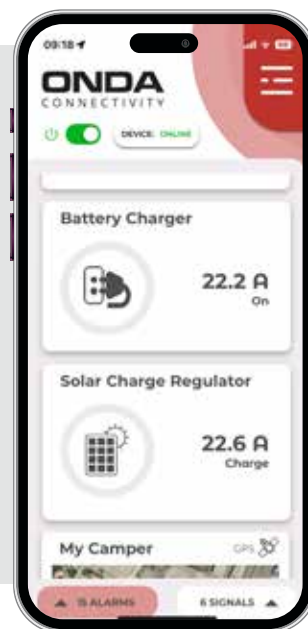 09:18
ONDA
CONNECTIVITY
DEVICE: ONLINE
Battery Charger
22.2 A
On
Solar Charge Regulator
22.6 A
Charge
My Camper
GPS
15 ALARMS
6 SIGNALS